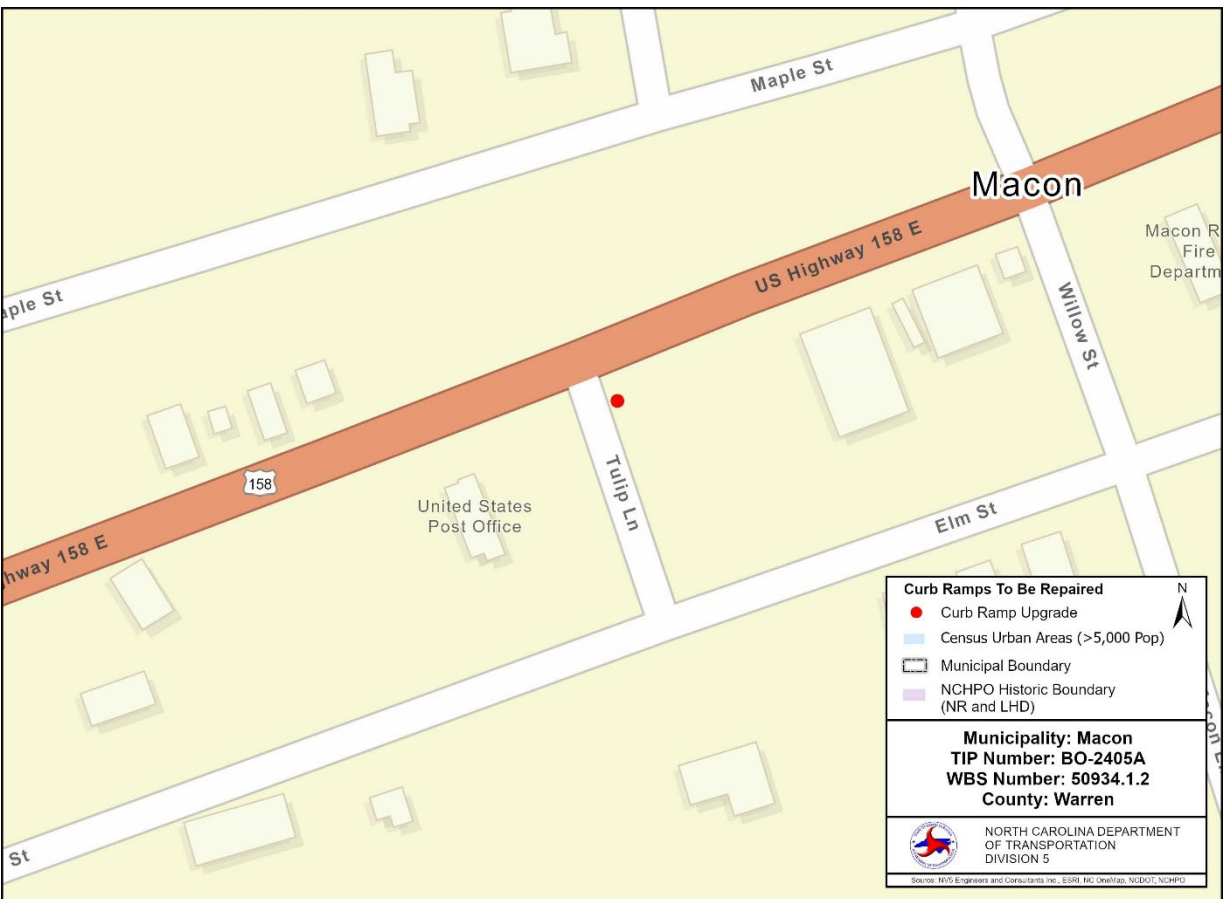 Maple St
Macon
US Highway 158 E
Macon R
Fire
Departm
aple St
Willow St
158
United States
Post Office
Tulip Ln
Elm St
hway 158 E
St
Curb Ramps To Be Repaired
N
Curb Ramp Upgrade
Census Urban Areas (>5,000 Pop)
Municipal Boundary
NCHPO Historic Boundary
(NR and LHD)
Municipality: Macon
TIP Number: BO-2405A
WBS Number: 50934.1.2
County: Warren
NORTH CAROLINA DEPARTMENT
OF TRANSPORTATION
DIVISION 5
Source: NV5 Engineers and Consultants Inc., ESRI, NC OneMap, NCDOT, NCHPO